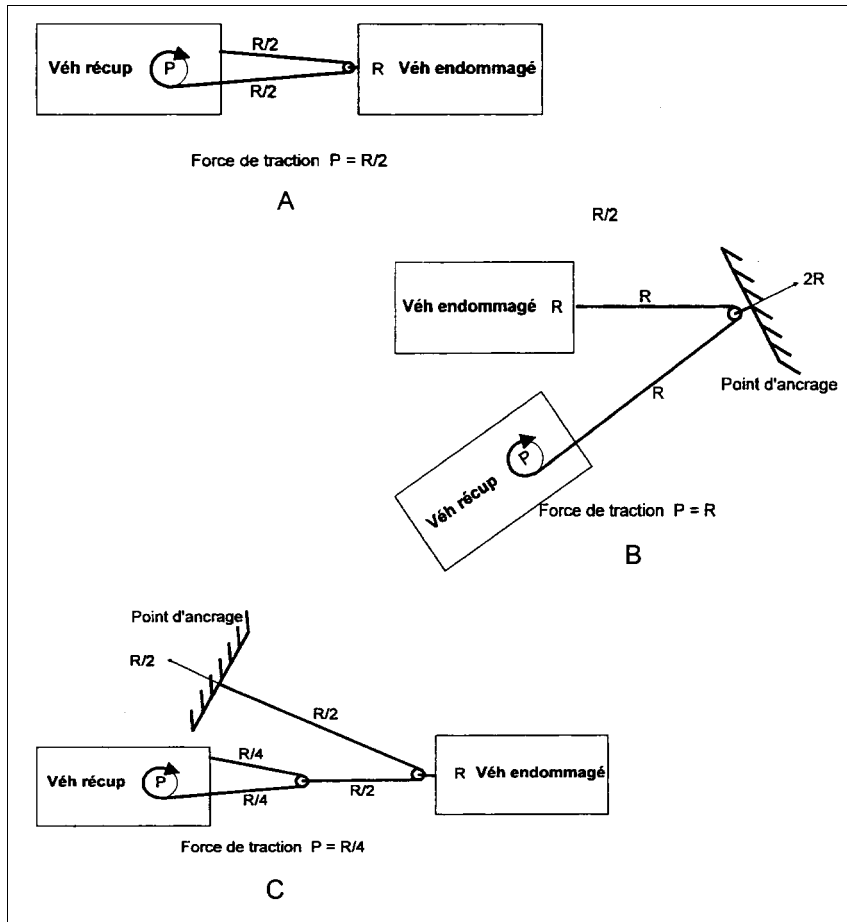 R/2
Véh récup P R Véh endommagé
R/2
Force de traction P = R/2
A
R/2
Véh endommagé R R 2R
Point d'ancrage
R
P
Véh récup
Force de traction P = R
B
Point d'ancrage
R/2
R/2
R/4
Véh récup P R Véh endommagé
R/4 R/2
Force de traction P = R/4
C